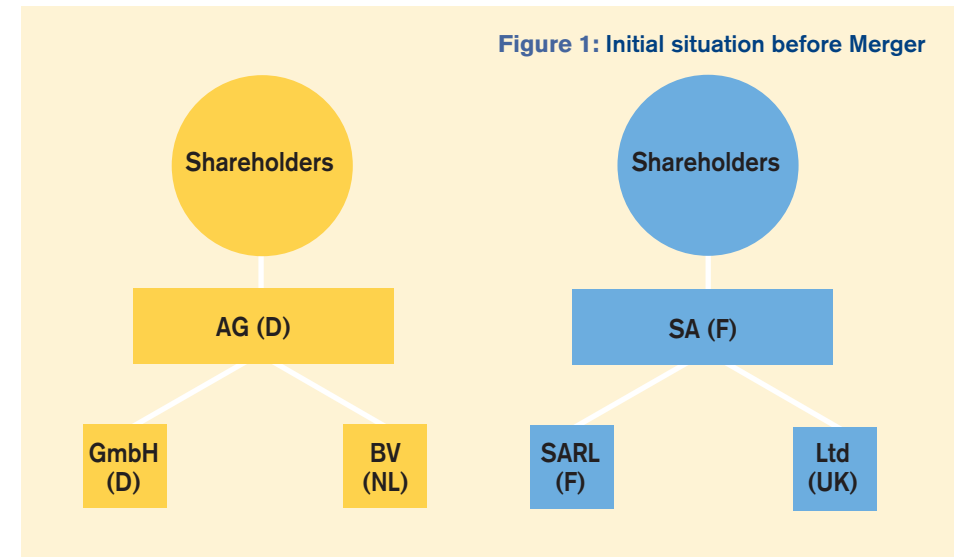 Figure 1: Initial situation before Merger
Shareholders
Shareholders
AG (D)
SA (F)
GmbH
(D)
BV
(NL)
SARL
(F)
Ltd
(UK)